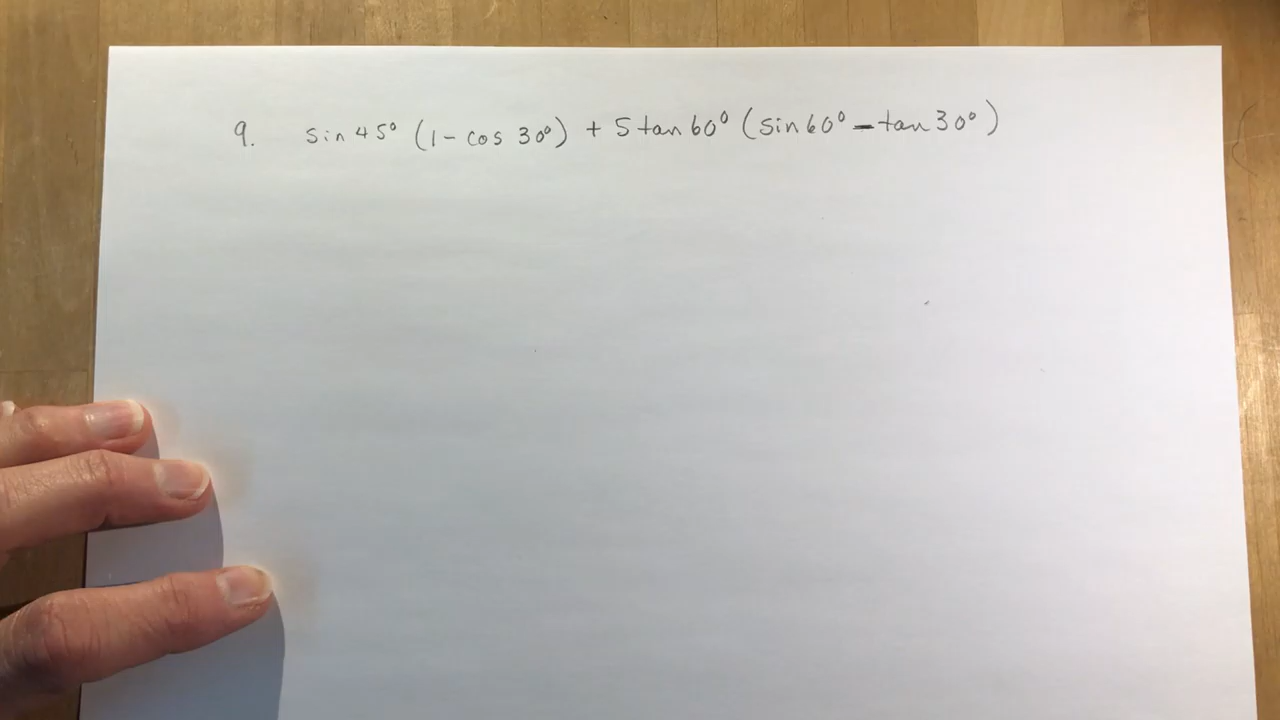 9. sin 45° (1 - cos 30°) + 5 tan 60° (sin 60° - tan 30°)